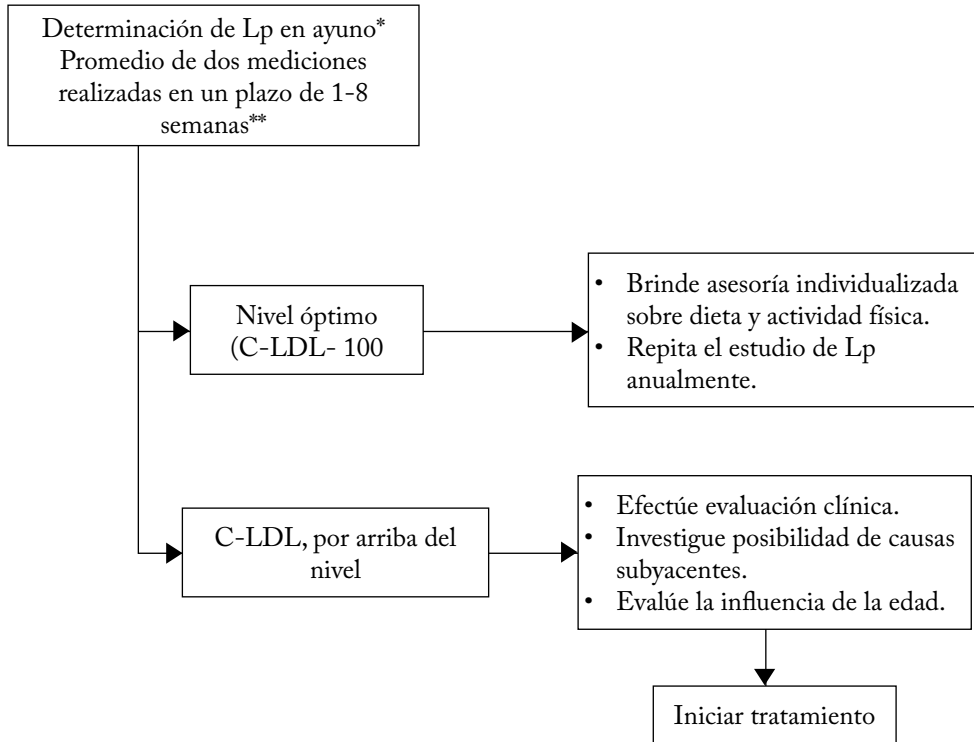 Determinación de Lp en ayuno*
Promedio de dos mediciones
realizadas en un plazo de 1-8
semanas**
Nivel óptimo
(C-LDL- 100
• Brinde asesoría individualizada
sobre dieta y actividad física.
• Repita el estudio de Lp
anualmente.
C-LDL, por arriba del
nivel
• Efectúe evaluación clínica.
• Investigue posibilidad de causas
subyacentes.
• Evalúe la influencia de la edad.
Iniciar tratamiento